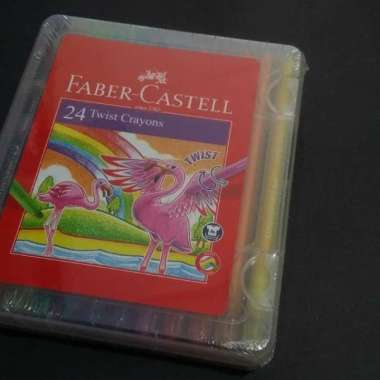 FABER-CASTELL
since 1761
24 Twist Crayons
TWIST